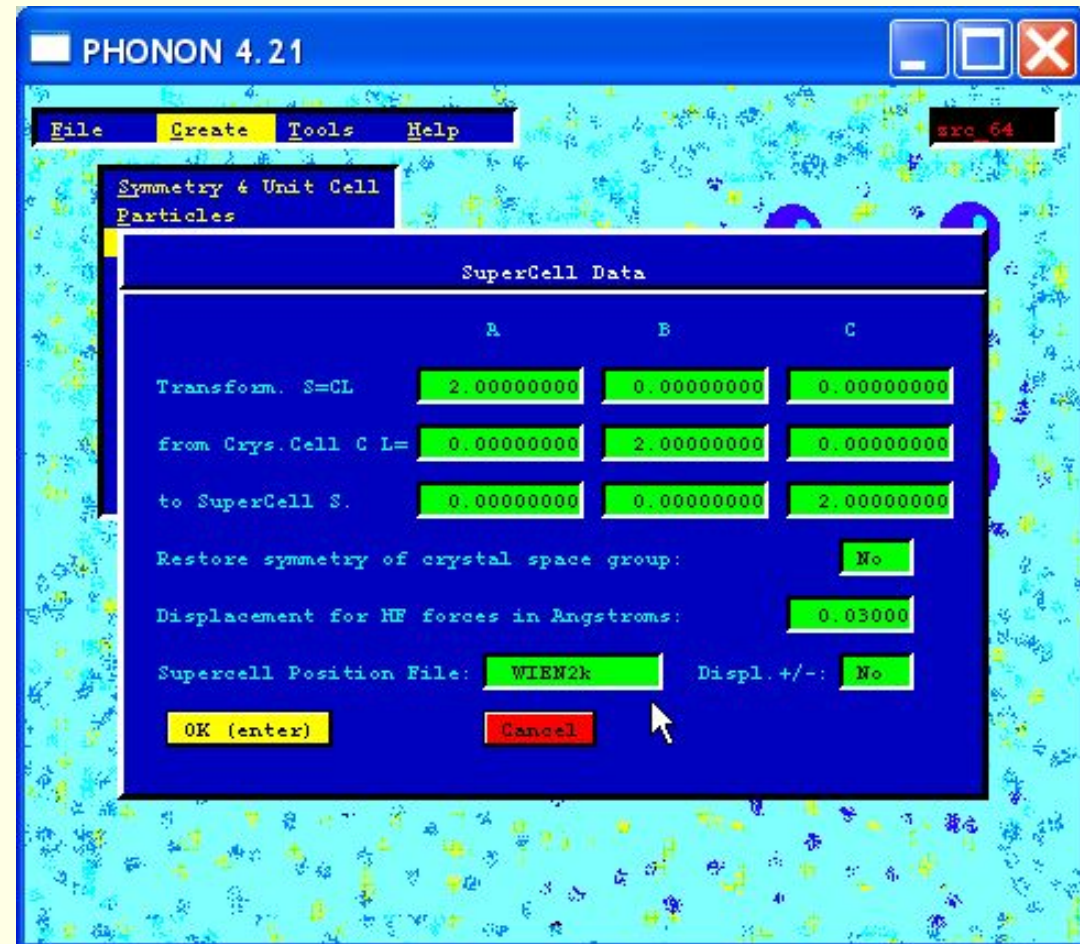 PHONON 4.21
File Create Tools Help
src_64
Symmetry & Unit Cell
Particles
SuperCell Data
A B C
Transform. S=CL 2.00000000 0.00000000 0.00000000
from Crys.Cell C L= 0.00000000 2.00000000 0.00000000
to SuperCell S. 0.00000000 0.00000000 2.00000000
Restore symmetry of crystal space group: No
Displacement for HF forces in Angstroms: 0.03000
Supercell Position File: WIEN2k Displ.+/-: No
OK (enter) Cancel